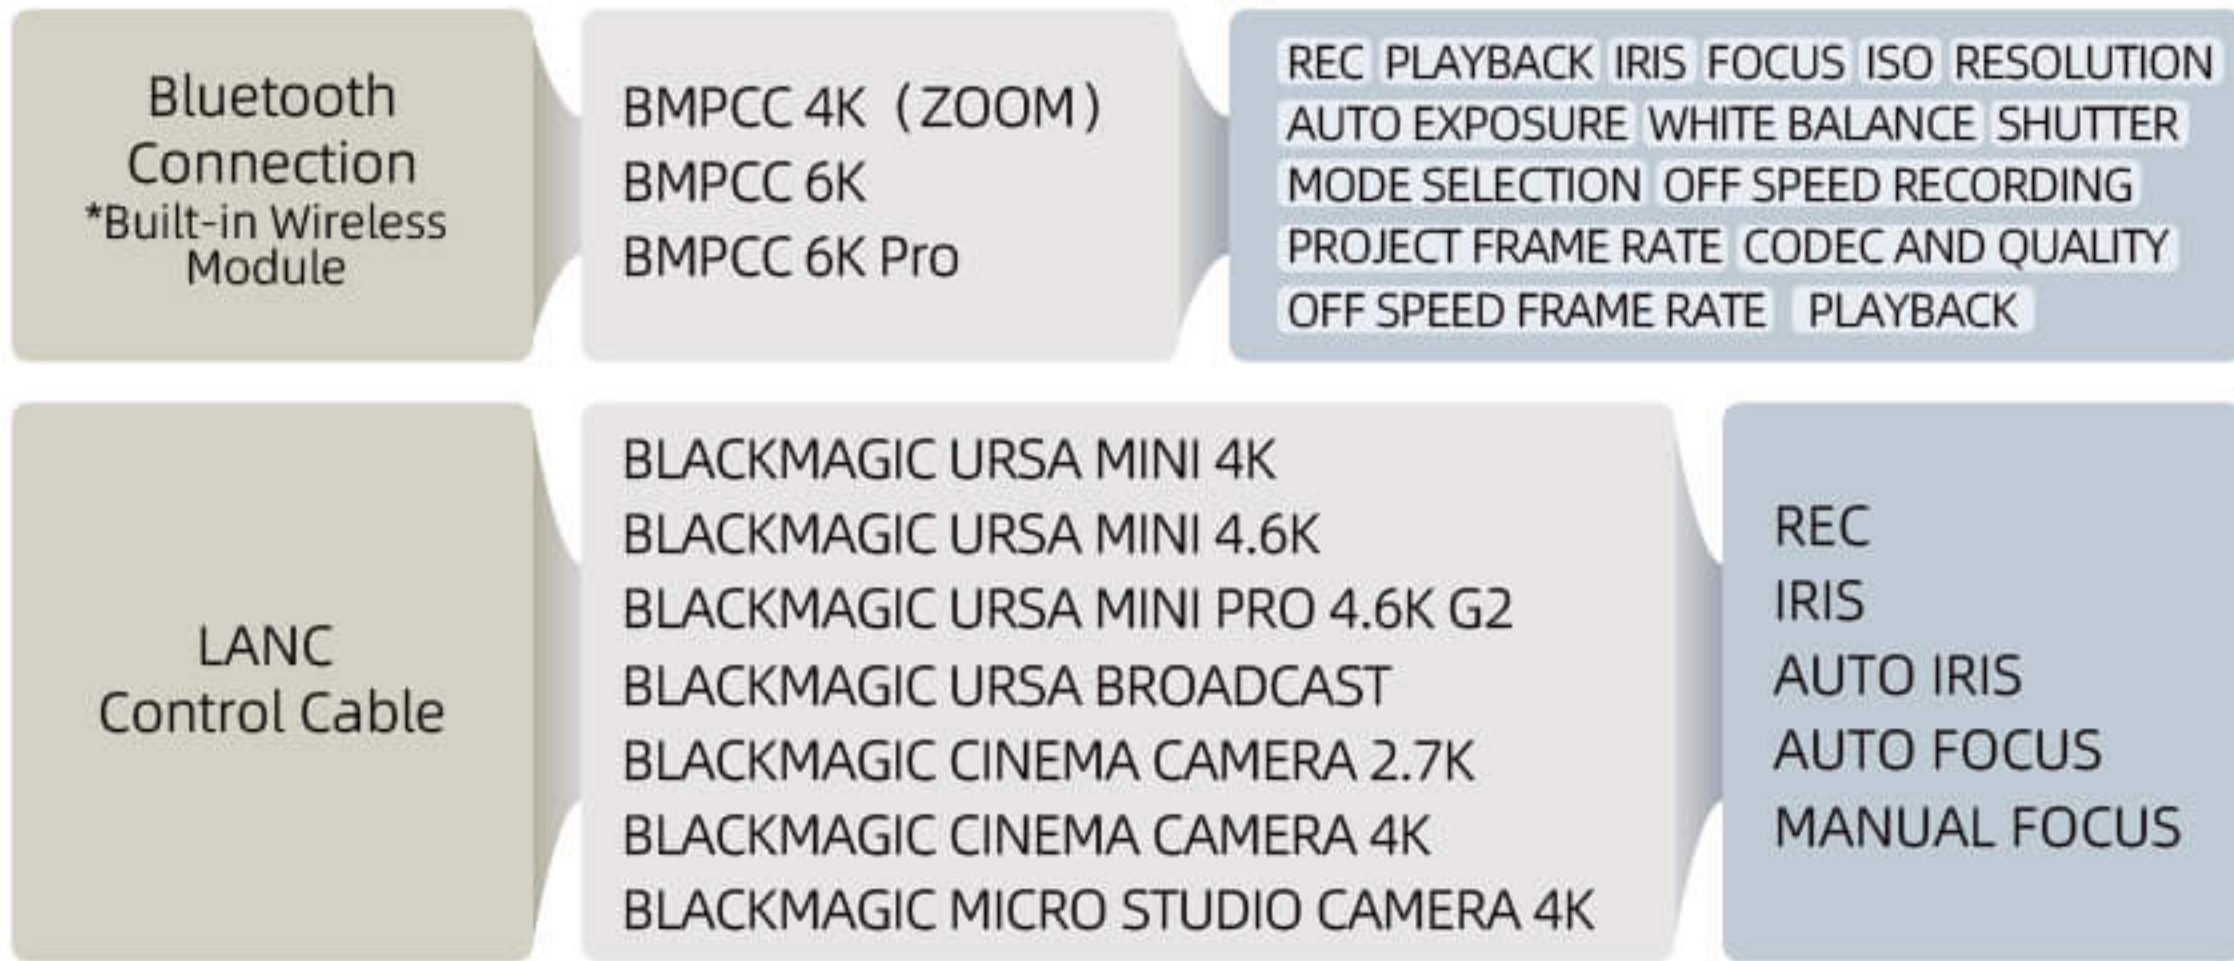 Bluetooth
Connection
*Built-in Wireless
Module
BMPCC 4K (ZOOM)
BMPCC 6K
BMPCC 6K Pro
REC PLAYBACK IRIS FOCUS ISO RESOLUTION
AUTO EXPOSURE WHITE BALANCE SHUTTER
MODE SELECTION OFF SPEED RECORDING
PROJECT FRAME RATE CODEC AND QUALITY
OFF SPEED FRAME RATE PLAYBACK
LANC
Control Cable
BLACKMAGIC URSA MINI 4K
BLACKMAGIC URSA MINI 4.6K
BLACKMAGIC URSA MINI PRO 4.6K G2
BLACKMAGIC URSA BROADCAST
BLACKMAGIC CINEMA CAMERA 2.7K
BLACKMAGIC CINEMA CAMERA 4K
BLACKMAGIC MICRO STUDIO CAMERA 4K
REC
IRIS
AUTO IRIS
AUTO FOCUS
MANUAL FOCUS